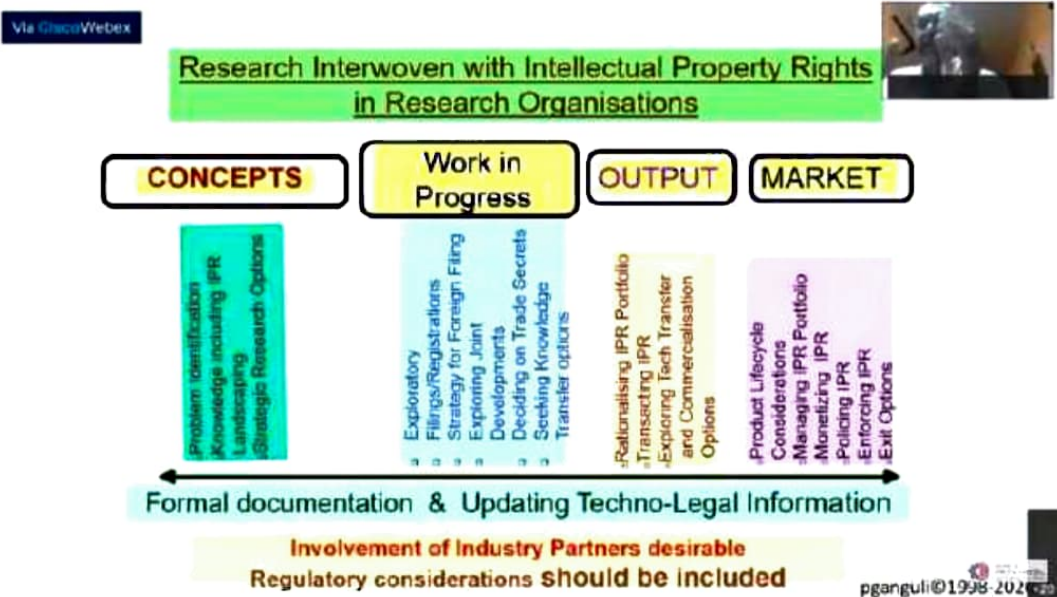 Via CiscoWebex
Research Interwoven with Intellectual Property Rights
in Research Organisations
CONCEPTS
Work in
Progress
OUTPUT
MARKET
Problem Identification
Knowledge including IPR
Landscaping
Strategic Research Options
Exploratory
Filings/Registrations
Strategy for Foreign Filing
Exploring Joint
Developments
Deciding on Trade Secrets
Seeking Knowledge
Transfer options
Rationalising IPR Portfolio
Transacting IPR
Exploring Tech Transfer
and Commercialisation
Options
Product Lifecycle
Considerations
Managing IPR Portfolio
Monetizing IPR
Policing IPR
Enforcing IPR
Exit Options
Formal documentation & Updating Techno-Legal Information
Involvement of Industry Partners desirable
Regulatory considerations should be included
pganguli©1998-